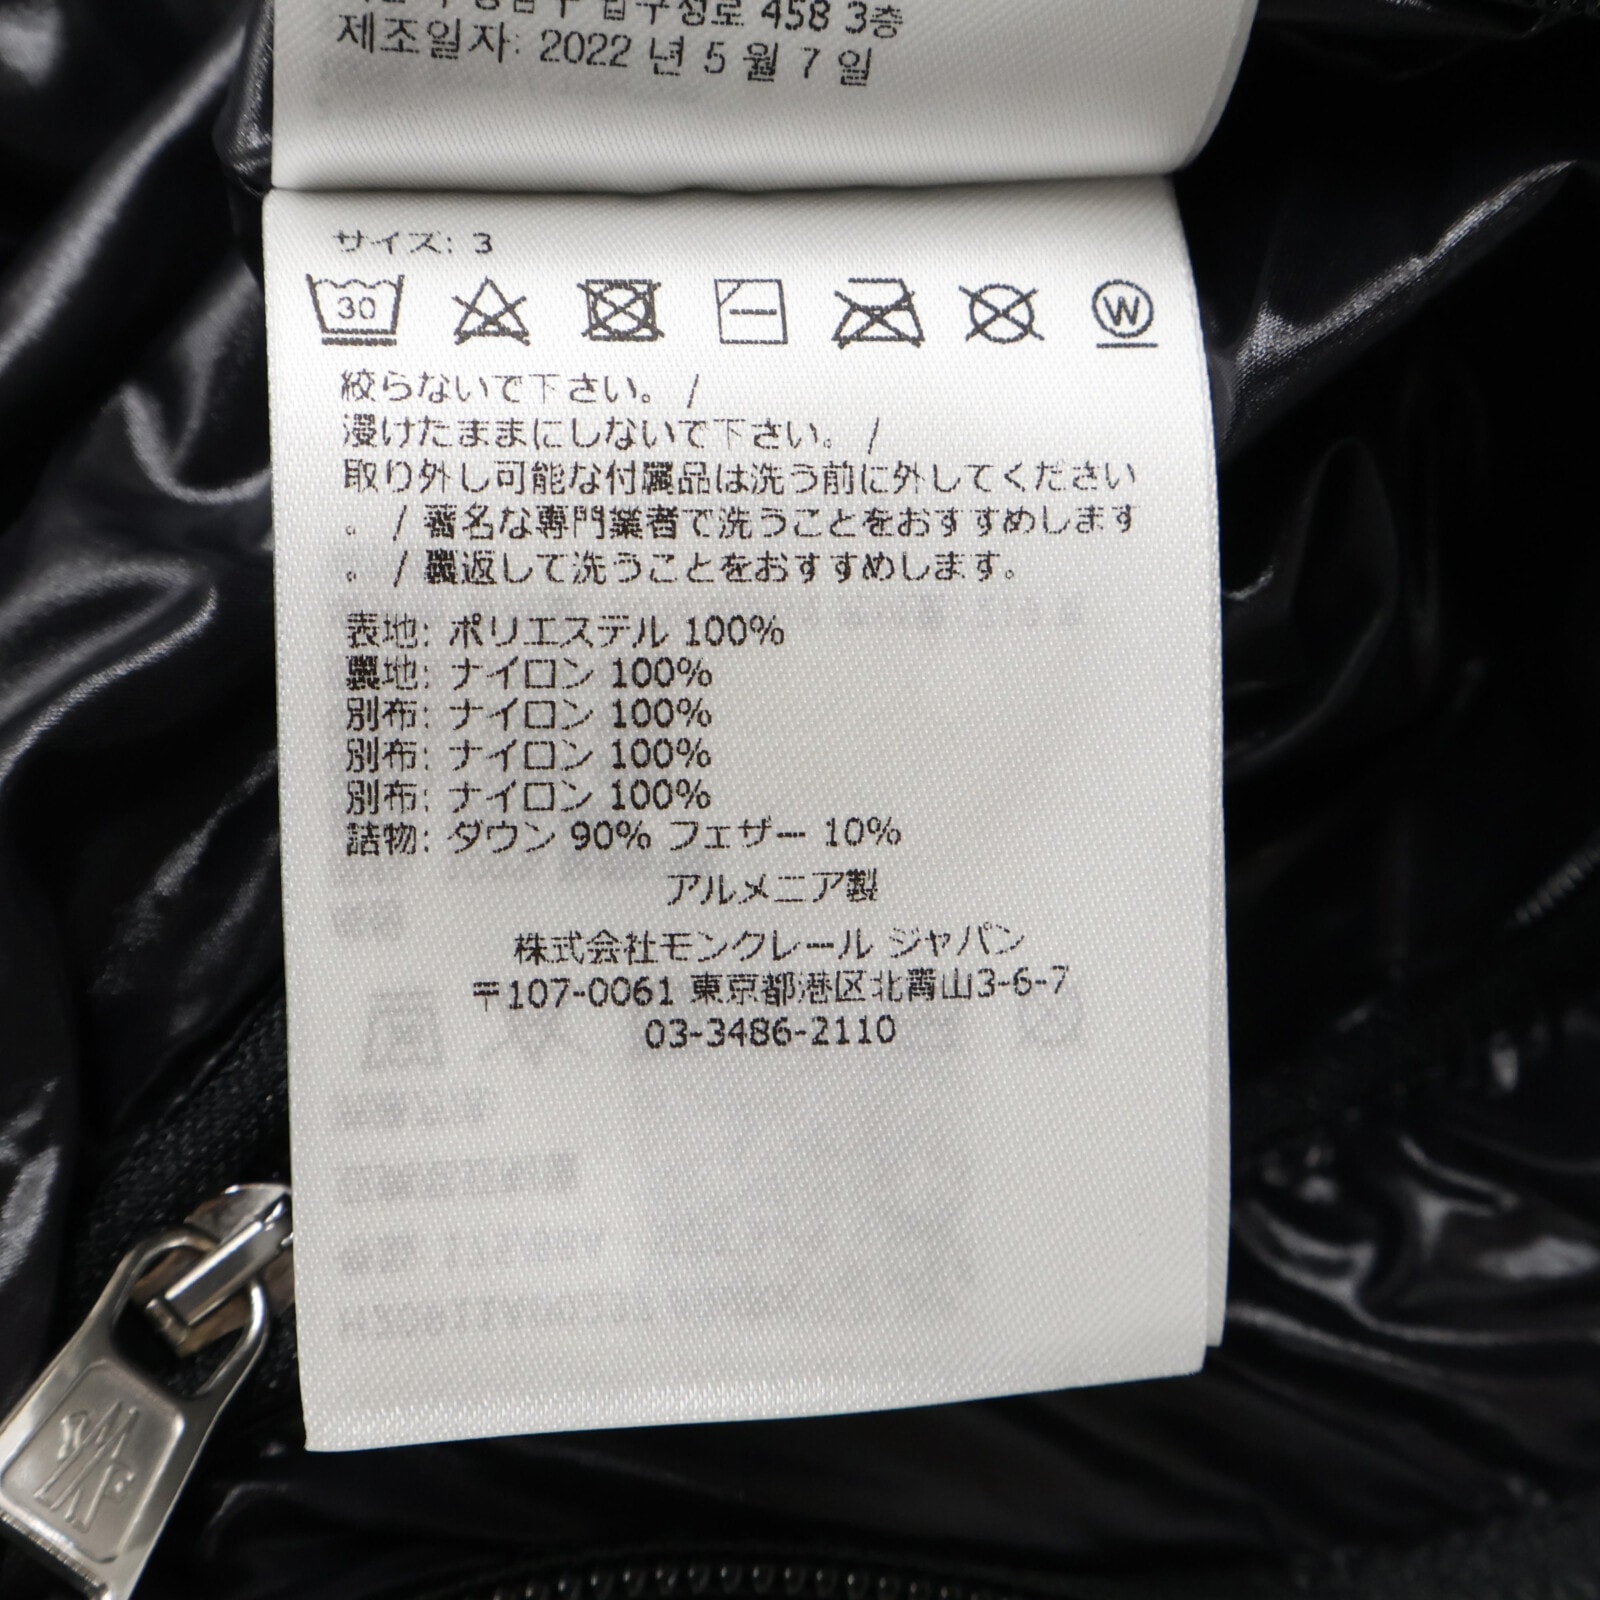 458 3층
제조일자: 2022 년 5 월 7 일
サイズ: 3
30
W
絞らないで下さい。 /
浸けたままにしないで下さい。 /
取り外し可能な付属品は洗う前に外してください
。 / 著名な専門業者で洗うことをおすすめします
。 / 裏返して洗うことをおすすめします。
表地: ポリエステル 100%
裏地: ナイロン 100%
別布: ナイロン 100%
別布: ナイロン 100%
別布: ナイロン 100%
詰物: ダウン 90% フェザー 10%
アルメニア製
株式会社モンクレール ジャパン
〒107-0061 東京都港区北青山3-6-7
03-3486-2110